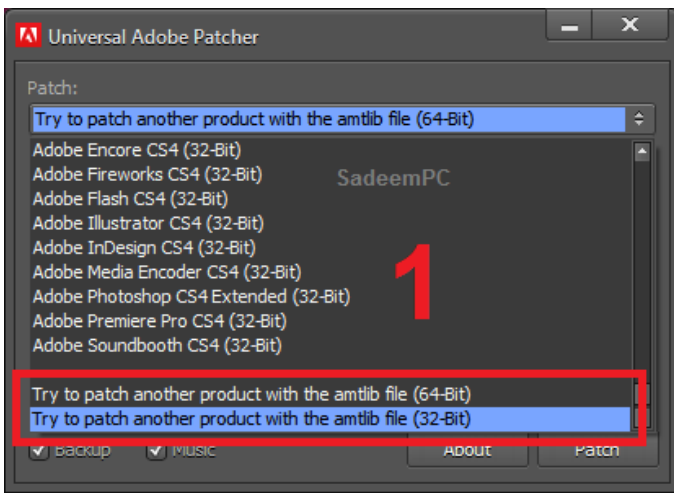 Universal Adobe Patcher
Patch:
Try to patch another product with the amtlib file (64-Bit)
Adobe Encore CS4 (32-Bit)
Adobe Fireworks CS4 (32-Bit)
SadeemPC
Adobe Flash CS4 (32-Bit)
Adobe Illustrator CS4 (32-Bit)
Adobe InDesign CS4 (32-Bit)
Adobe Media Encoder CS4 (32-Bit)
1
Adobe Photoshop CS4 Extended (32-Bit)
Adobe Premiere Pro CS4 (32-Bit)
Adobe Soundbooth CS4 (32-Bit)
Try to patch another product with the amtlib file (64-Bit)
Try to patch another product with the amtlib file (32-Bit)
Backup Music About Patch